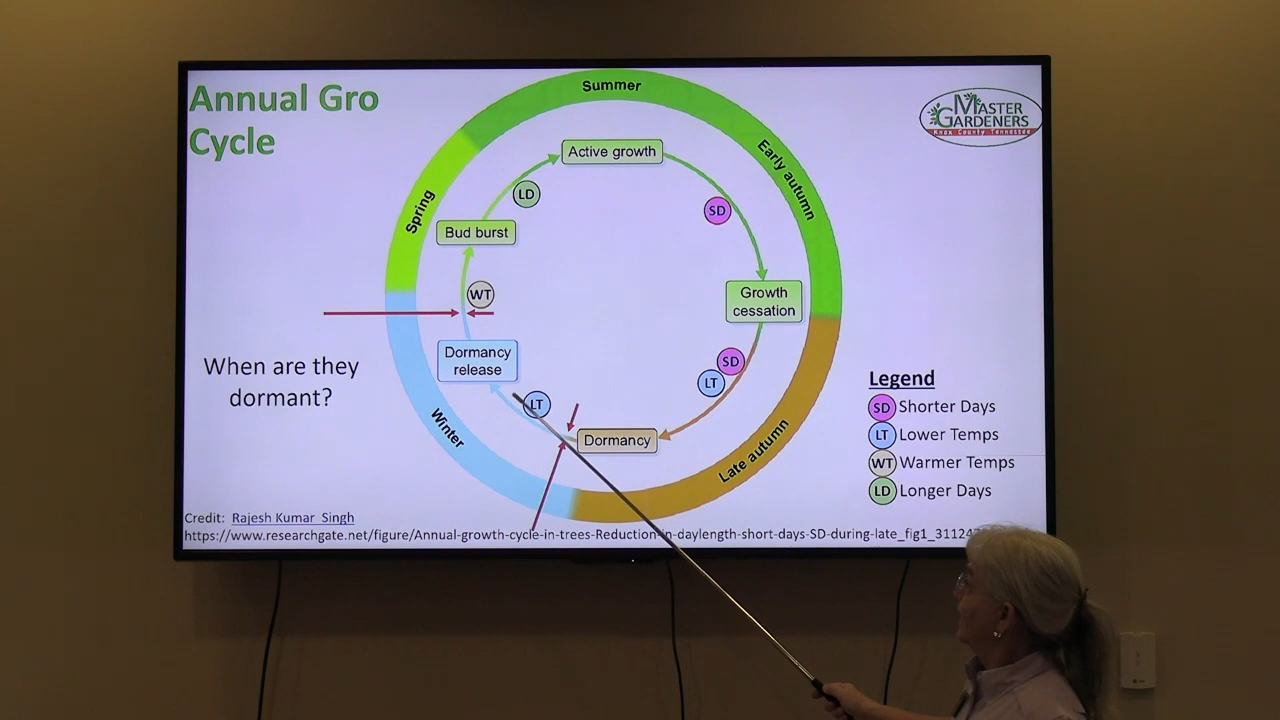 Annual Gro
Cycle
MASTER
GARDENERS
Knox County Tennessee
Summer
Early autumn
Late autumn
Winter
Spring
Active growth
SD
Growth
cessation
SD
LT
Dormancy
LT
Dormancy
release
WT
Bud burst
LD
When are they
dormant?
Legend
SD Shorter Days
LT Lower Temps
WT Warmer Temps
LD Longer Days
Credit: Rajesh Kumar Singh
https://www.researchgate.net/figure/Annual-growth-cycle-in-trees-Reduction-in-daylength-short-days-SD-during-late_fig1_31124